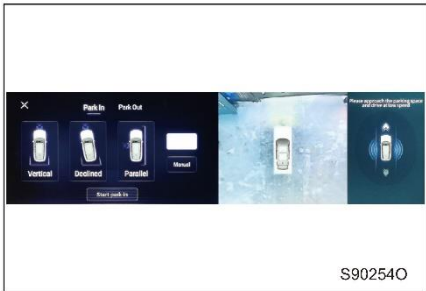 Park In Park Out
Vertical
Declined
Parallel
Manual
Start park in
Please approach the parking space
and drive at low speed
S90254O